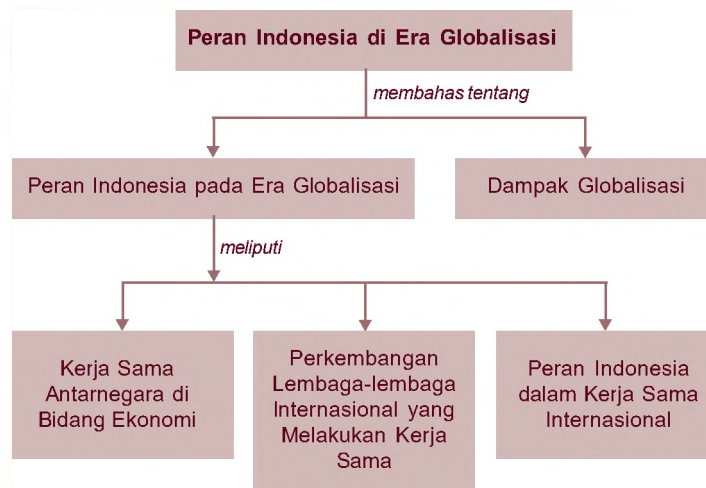 Peran Indonesia di Era Globalisasi
membahas tentang
Peran Indonesia pada Era Globalisasi
Dampak Globalisasi
meliputi
Kerja Sama
Antarnegara di
Bidang Ekonomi
Perkembangan
Lembaga-lembaga
Internasional yang
Melakukan Kerja
Sama
Peran Indonesia
dalam Kerja Sama
Internasional